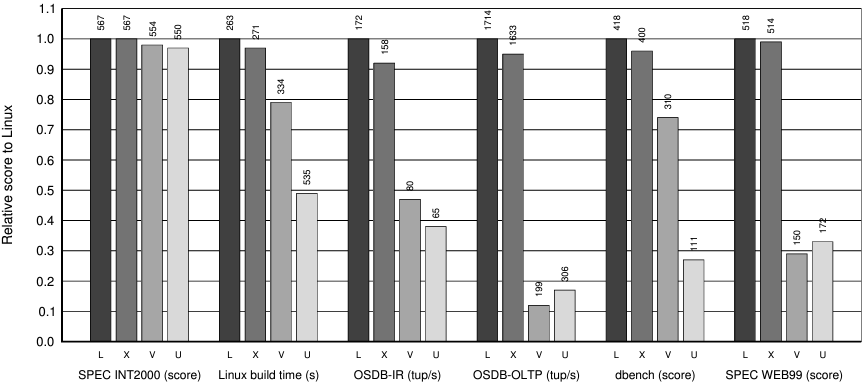 Relative score to Linux
1.1
1.0
0.9
0.8
0.7
0.6
0.5
0.4
0.3
0.2
0.1
0.0
567 567 554 550
263 271 334 535
172 158 80 65
1714 1633 199 306
418 400 310 111
518 514 150 172
L X V U L X V U L X V U L X V U L X V U L X V U
SPEC INT2000 (score) Linux build time (s) OSDB-IR (tup/s) OSDB-OLTP (tup/s) dbench (score) SPEC WEB99 (score)